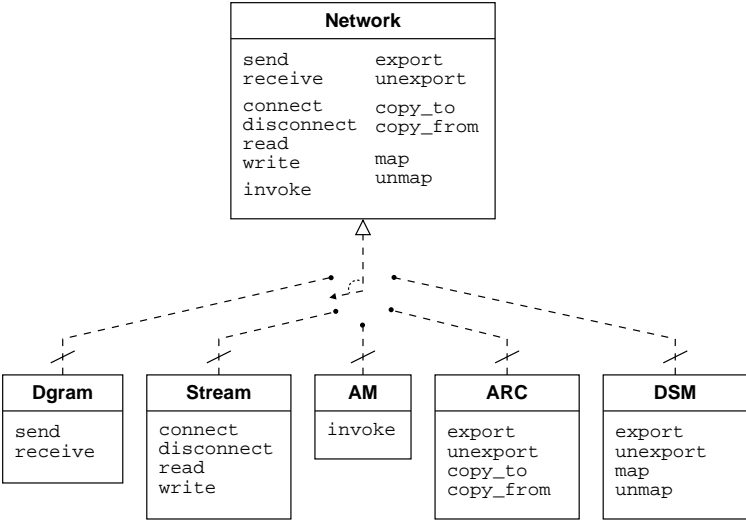 Network
send
receive
connect
disconnect
read
write
invoke
export
unexport
copy_to
copy_from
map
unmap
Dgram
send
receive
Stream
connect
disconnect
read
write
AM
invoke
ARC
export
unexport
copy_to
copy_from
DSM
export
unexport
map
unmap